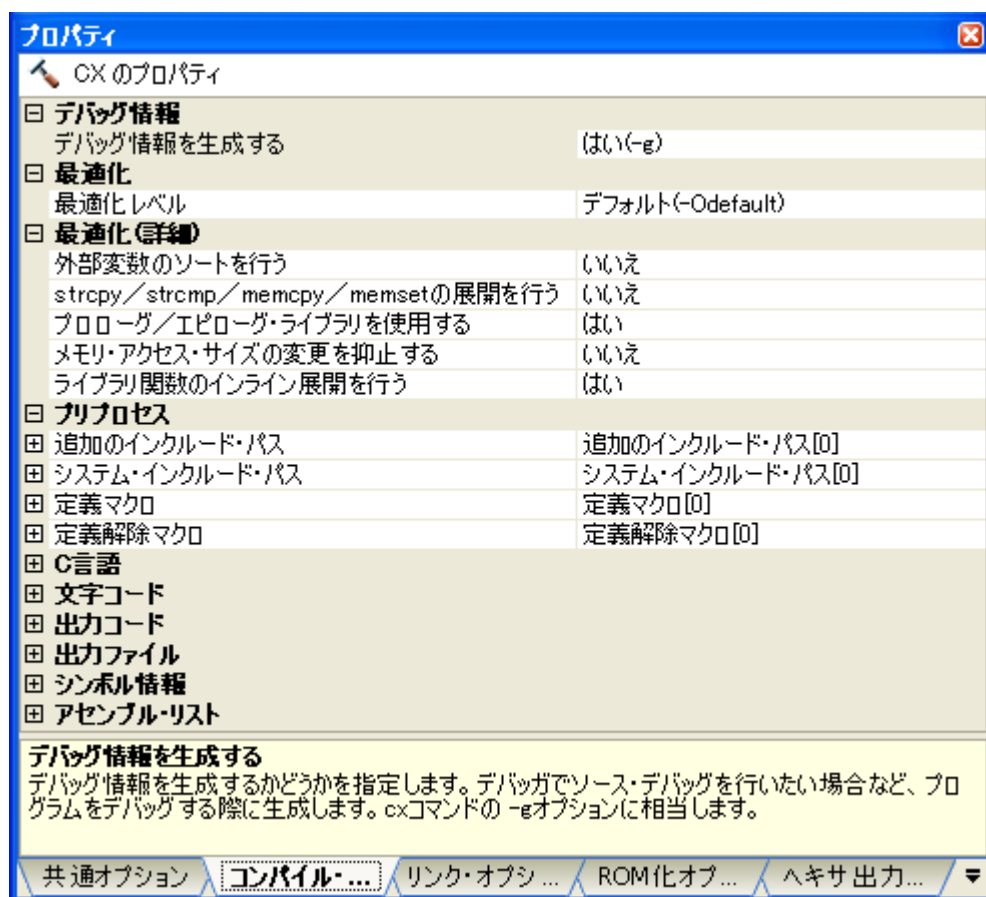 プロパティ
CX のプロパティ
デバッグ情報
デバッグ情報を生成する はい(-g)
最適化
最適化レベル デフォルト(-Odefault)
最適化(詳細)
外部変数のソートを行う いいえ
strcpy／strcmp／memcpy／memsetの展開を行う いいえ
プロローグ／エピローグ・ライブラリを使用する はい
メモリ・アクセス・サイズの変更を抑止する いいえ
ライブラリ関数のインライン展開を行う はい
プリプロセス
追加のインクルード・パス 追加のインクルード・パス[0]
システム・インクルード・パス システム・インクルード・パス[0]
定義マクロ 定義マクロ[0]
定義解除マクロ 定義解除マクロ[0]
C言語
文字コード
出力コード
出力ファイル
シンボル情報
アセンブル・リスト
デバッグ情報を生成する
デバッグ情報を生成するかどうかを指定します。デバッガでソース・デバッグを行いたい場合など、プロ
グラムをデバッグする際に生成します。cxコマンドの -gオプションに相当します。
共通オプション コンパイル・... リンク・オプシ... ROM化オプ... ヘキサ出力...